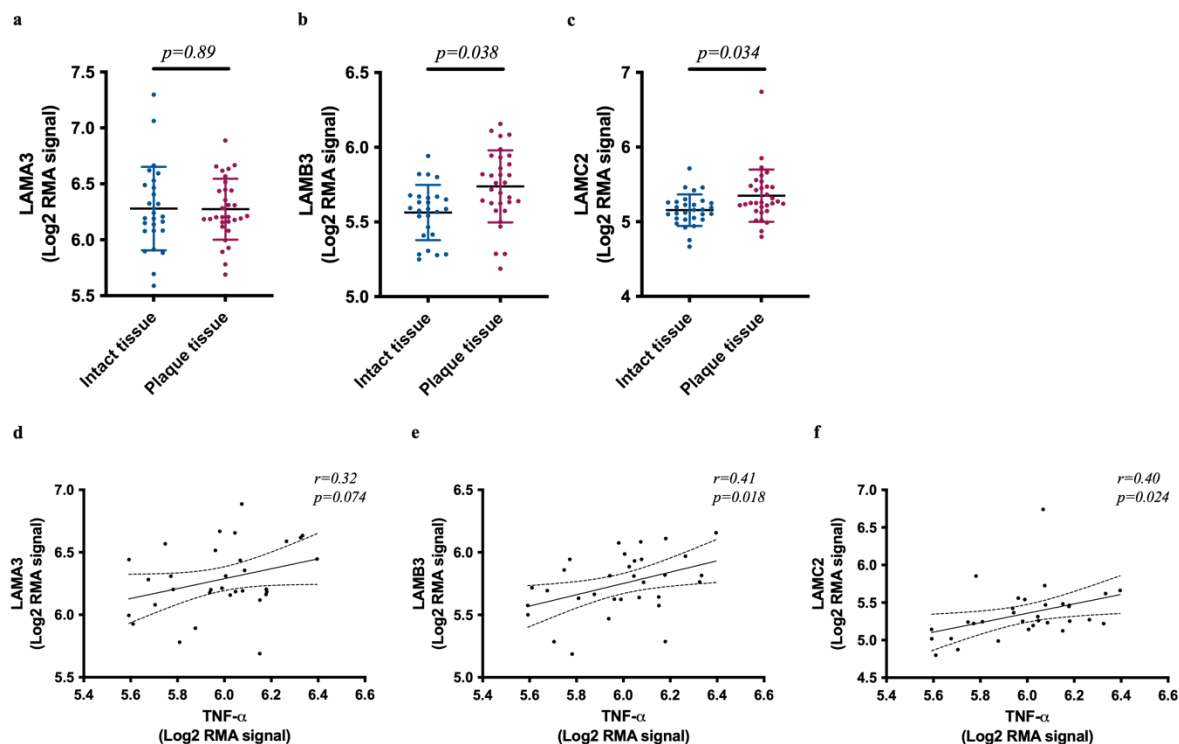 a
p=0.89
LAMA3
(Log2 RMA signal)
7.5
7.0
6.5
6.0
5.5
Intact tissue
Plaque tissue
b
p=0.038
LAMB3
(Log2 RMA signal)
6.5
6.0
5.5
5.0
Intact tissue
Plaque tissue
c
p=0.034
LAMC2
(Log2 RMA signal)
7
6
5
4
Intact tissue
Plaque tissue
d
r=0.32
p=0.074
LAMA3
(Log2 RMA signal)
7.0
6.5
6.0
5.5
5.4 5.6 5.8 6.0 6.2 6.4 6.6
TNF-α
(Log2 RMA signal)
e
r=0.41
p=0.018
LAMB3
(Log2 RMA signal)
6.5
6.0
5.5
5.0
5.4 5.6 5.8 6.0 6.2 6.4 6.6
TNF-α
(Log2 RMA signal)
f
r=0.40
p=0.024
LAMC2
(Log2 RMA signal)
7.0
6.5
6.0
5.5
5.0
4.5
5.4 5.6 5.8 6.0 6.2 6.4 6.6
TNF-α
(Log2 RMA signal)